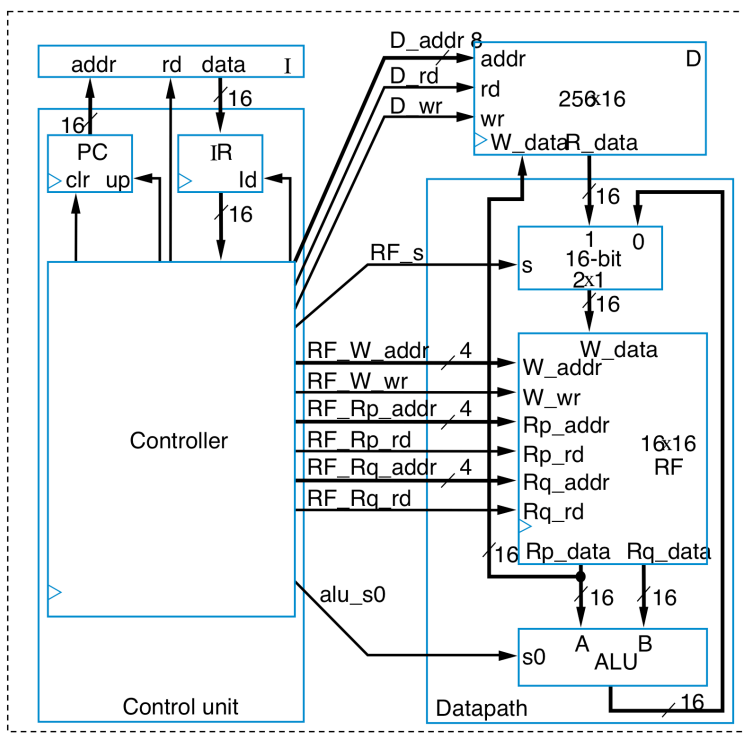 addr rd data I
16
16
PC
clr up
IR
ld
16
Controller
Control unit
D_addr 8
D_rd
D_wr
RF_s
RF_W_addr 4
RF_W_wr
RF_Rp_addr 4
RF_Rp_rd
RF_Rq_addr 4
RF_Rq_rd
alu_s0
addr
rd
wr
D
256x16
W_data R_data
16
1 0
s
16-bit
2x1
16
W_data
W_addr
W_wr
Rp_addr
Rp_rd
Rq_addr
Rq_rd
16x16
RF
Rp_data Rq_data
16
16
16
A B
s0
ALU
16
Datapath